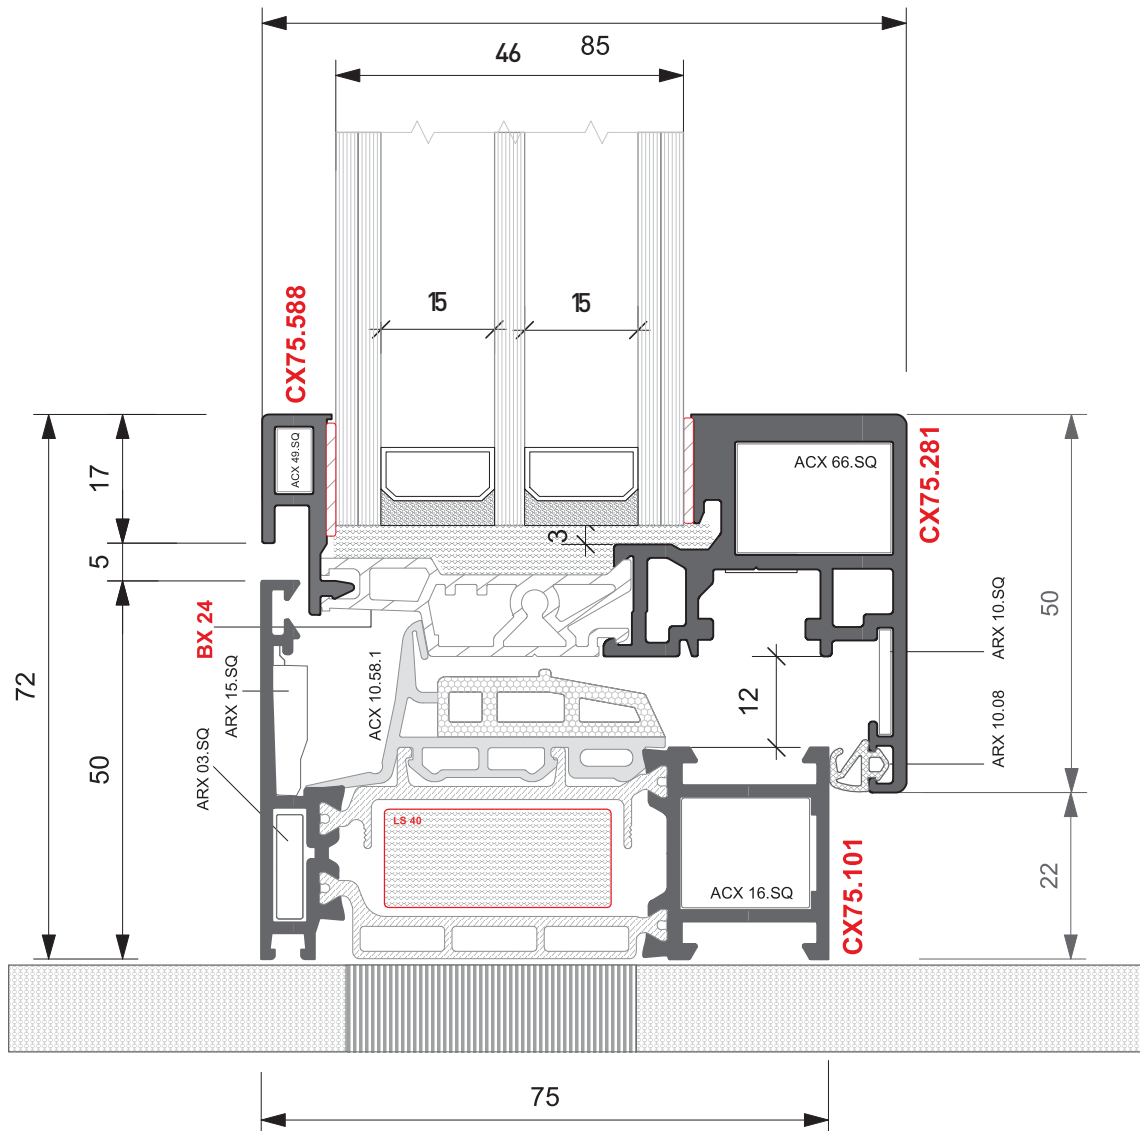 85
46
15
15
CX75.588
ACX 49.SQ
ACX 66.SQ
CX75.281
17
3
5
BX 24
ARX 15.SQ
ACX 10.58.1
ARX 10.SQ
50
72
12
ARX 03.SQ
50
ARX 10.08
LS 40
ACX 16.SQ
CX75.101
22
75